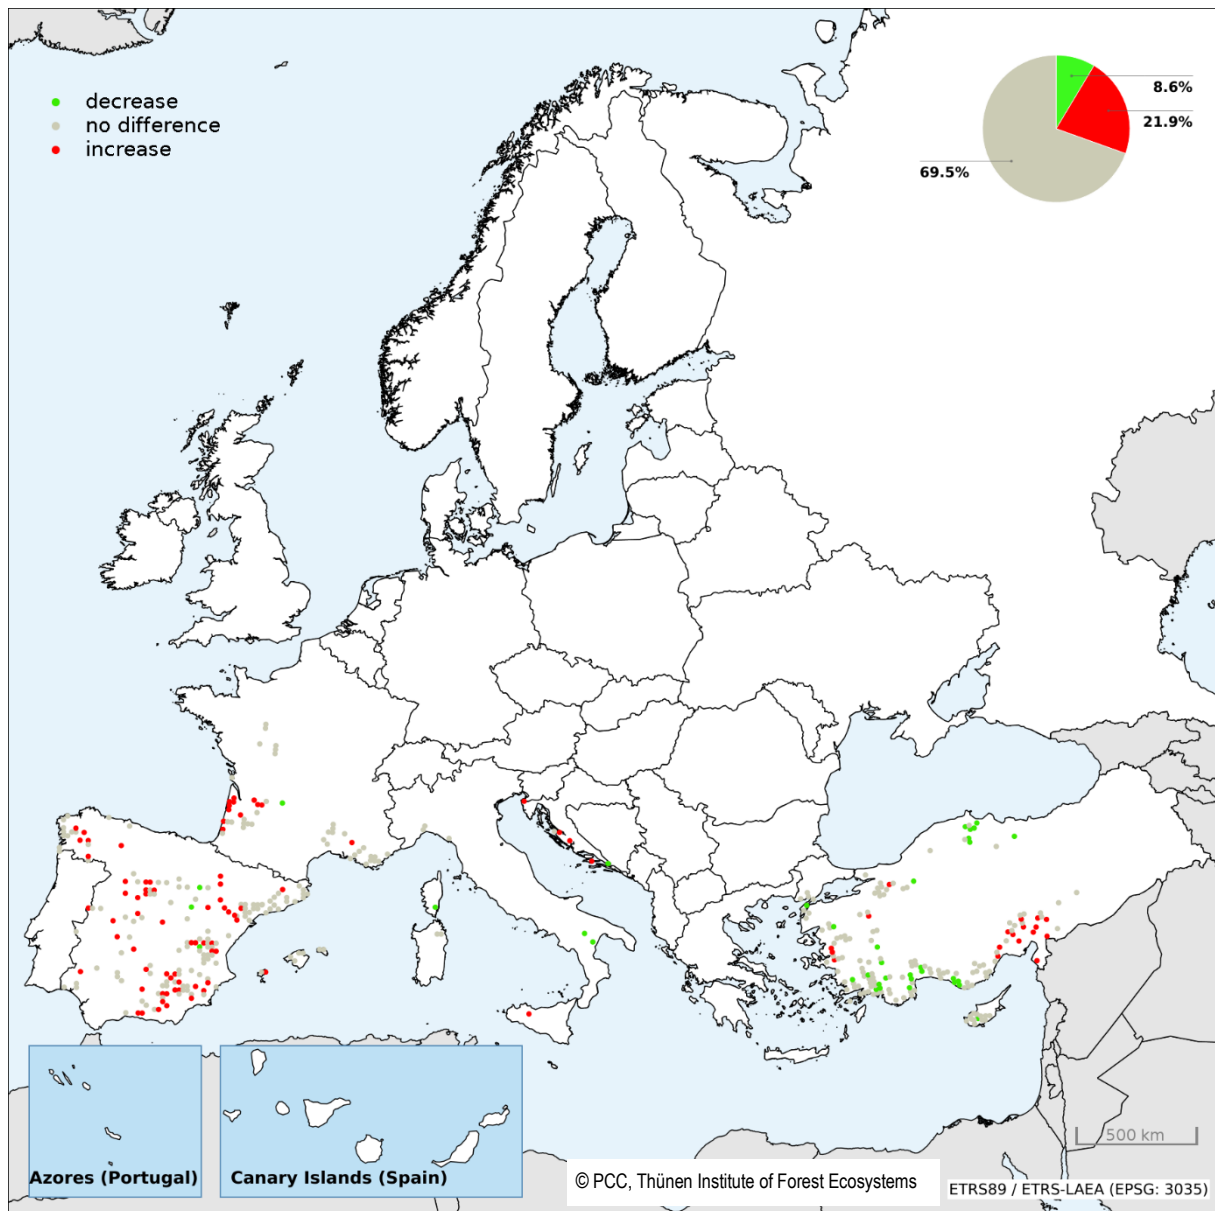 decrease
no difference
increase
8.6%
21.9%
69.5%
500 km
Azores (Portugal)
Canary Islands (Spain)
© PCC, Thünen Institute of Forest Ecosystems
ETRS89 / ETRS-LAEA (EPSG: 3035)